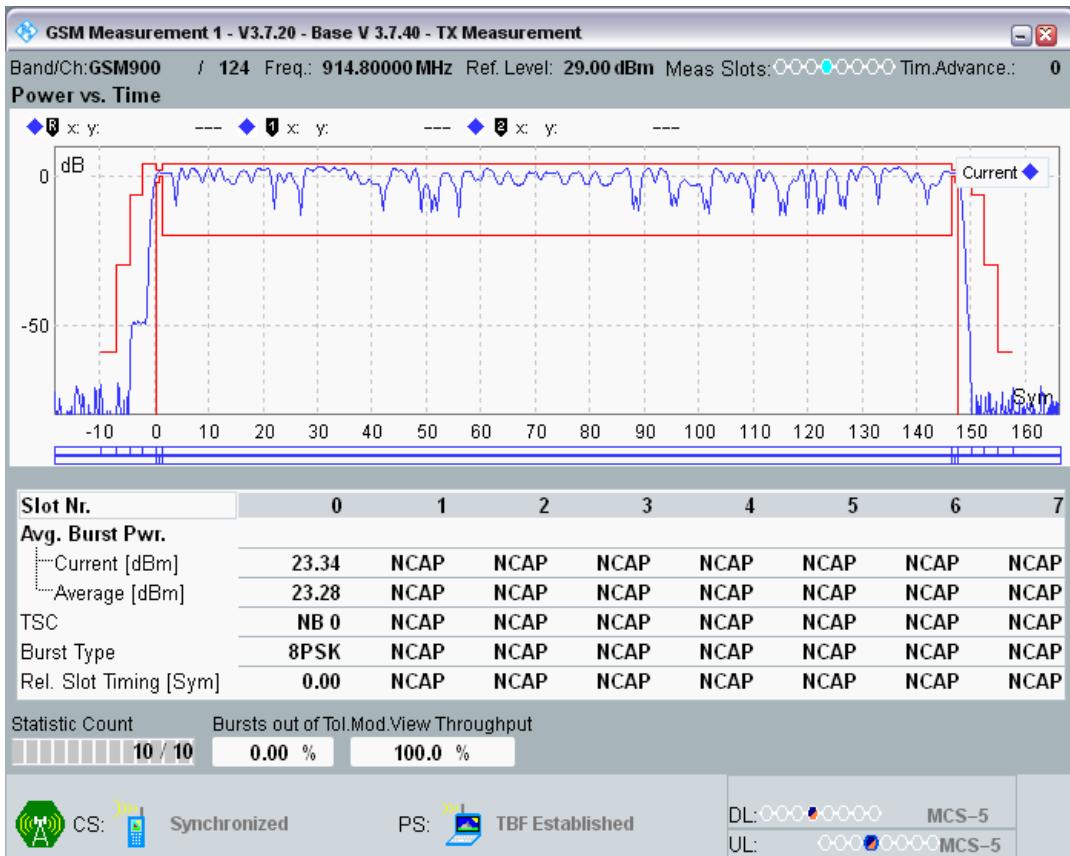 GSM Measurement 1 - V3.7.20 - Base V 3.7.40 - TX Measurement
Band/Ch:GSM900 / 124 Freq.: 914.80000 MHz Ref. Level: 29.00 dBm Meas Slots: Tim.Advance.: 0
Power vs. Time
R x: y: --- 1 x: y: --- 2 x: y: ---
dB
Current
0
-50
Sym
-10 0 10 20 30 40 50 60 70 80 90 100 110 120 130 140 150 160
Slot Nr. 0 1 2 3 4 5 6 7
Avg. Burst Pwr.
Current [dBm] 23.34 NCAP NCAP NCAP NCAP NCAP NCAP NCAP
Average [dBm] 23.28 NCAP NCAP NCAP NCAP NCAP NCAP NCAP
TSC NB 0 NCAP NCAP NCAP NCAP NCAP NCAP NCAP
Burst Type 8PSK NCAP NCAP NCAP NCAP NCAP NCAP NCAP
Rel. Slot Timing [Sym] 0.00 NCAP NCAP NCAP NCAP NCAP NCAP NCAP
Statistic Count Bursts out of Tol.Mod.View Throughput
10 / 10 0.00 % 100.0 %
CS: Synchronized PS: TBF Established
DL: MCS-5
UL: MCS-5